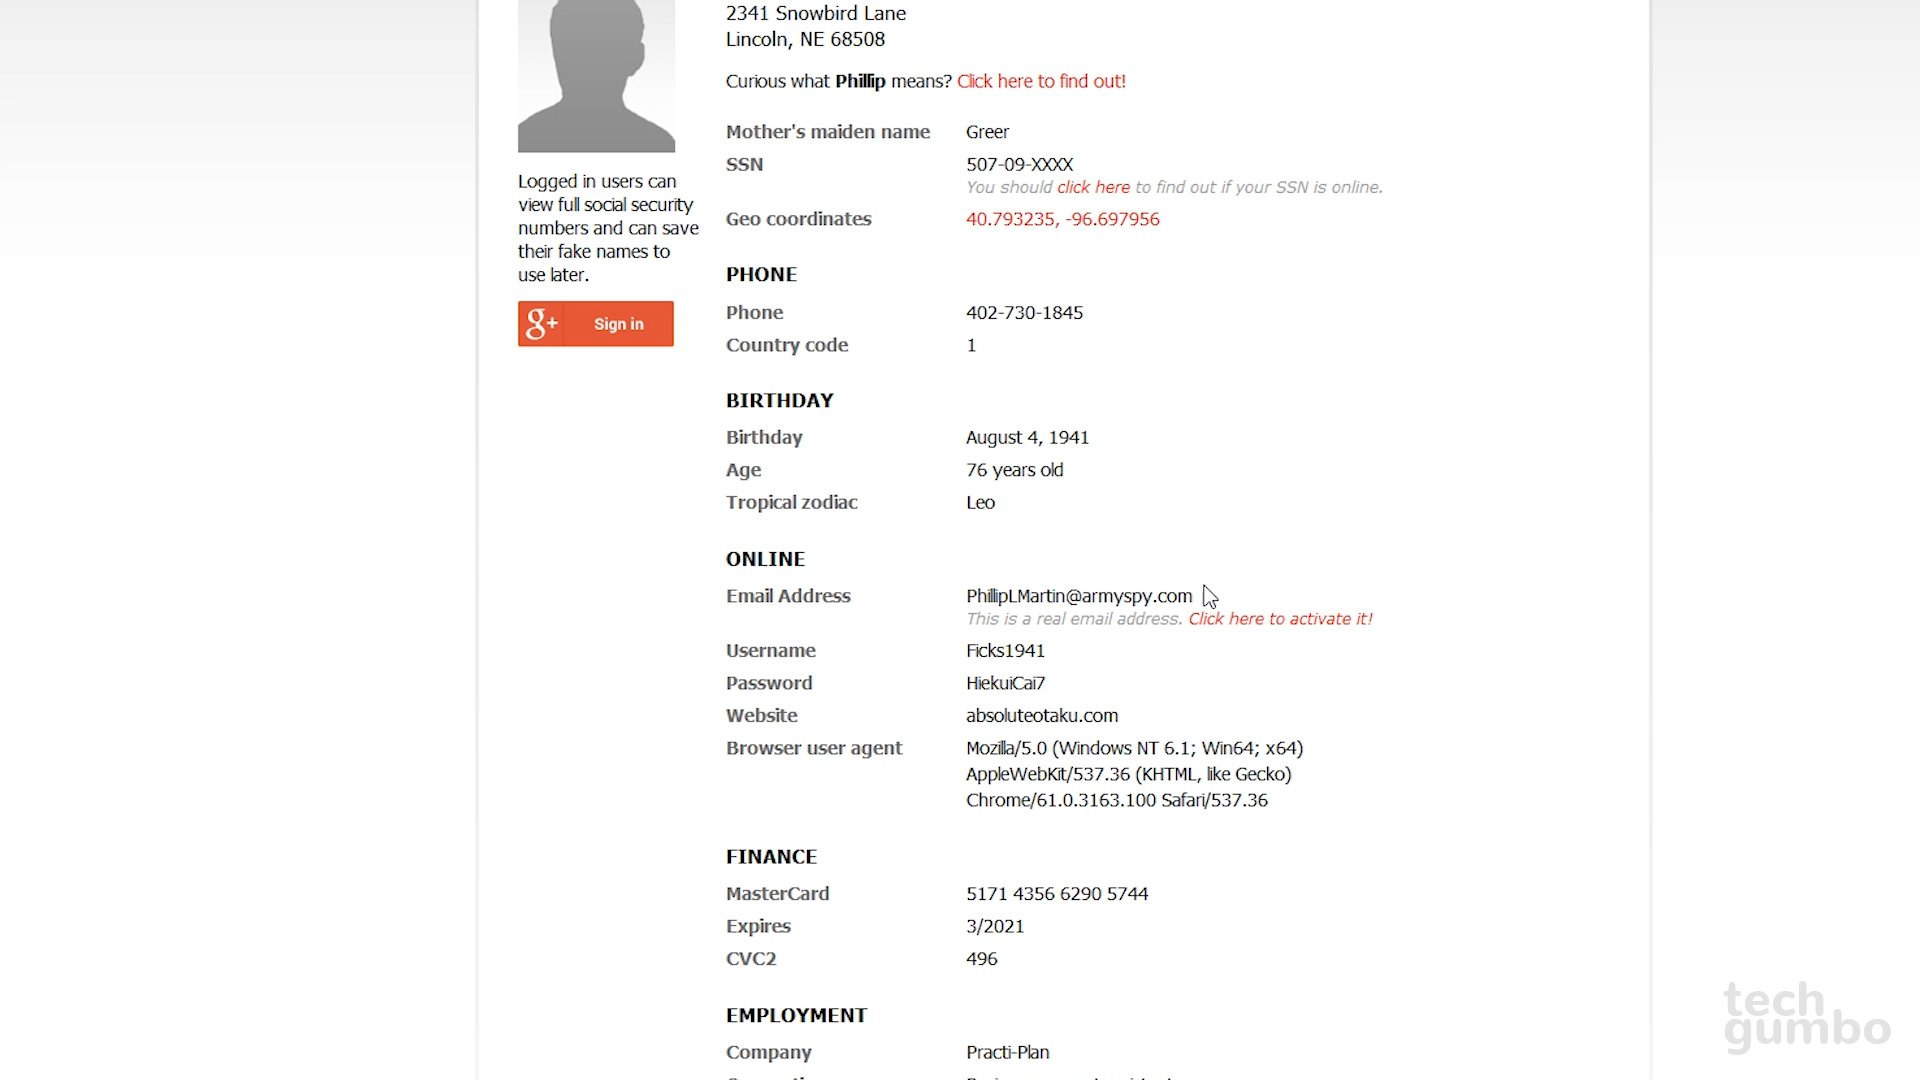 2341 Snowbird Lane
Lincoln, NE 68508
Curious what Phillip means? Click here to find out!
Mother's maiden name Greer
SSN 507-09-XXXX
You should click here to find out if your SSN is online.
Geo coordinates 40.793235, -96.697956
Logged in users can
view full social security
numbers and can save
their fake names to
use later.
g+ Sign in
PHONE
Phone 402-730-1845
Country code 1
BIRTHDAY
Birthday August 4, 1941
Age 76 years old
Tropical zodiac Leo
ONLINE
Email Address PhillipLMartin@armyspy.com
This is a real email address. Click here to activate it!
Username Ficks1941
Password HiekuiCai7
Website absoluteotaku.com
Browser user agent Mozilla/5.0 (Windows NT 6.1; Win64; x64)
AppleWebKit/537.36 (KHTML, like Gecko)
Chrome/61.0.3163.100 Safari/537.36
FINANCE
MasterCard 5171 4356 6290 5744
Expires 3/2021
CVC2 496
EMPLOYMENT
Company Practi-Plan
tech
gumbo